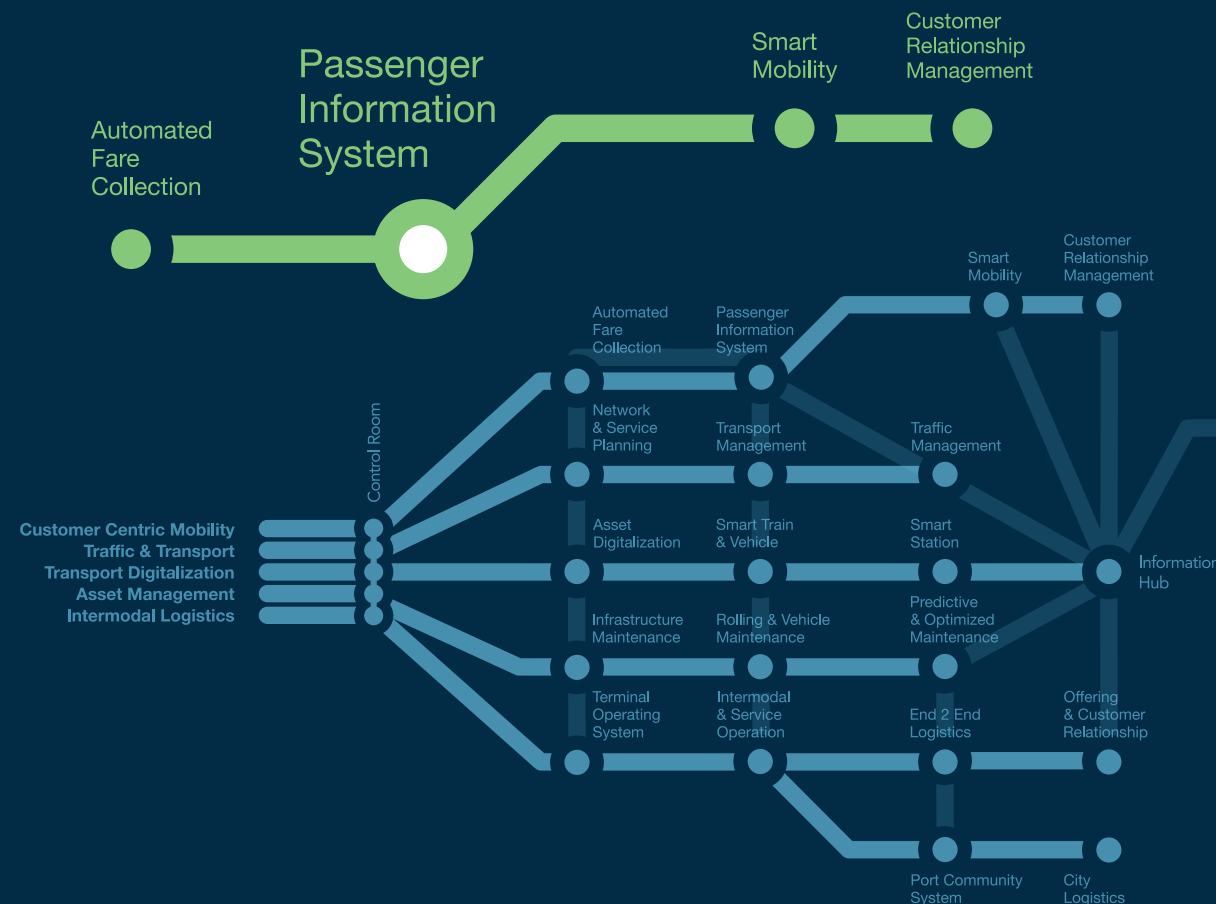 Customer
Relationship
Management
Smart
Mobility
Passenger
Information
System
Automated
Fare
Collection
Customer
Relationship
Management
Smart
Mobility
Automated
Fare
Collection
Passenger
Information
System
Control Room
Network
& Service
Planning
Transport
Management
Traffic
Management
Customer Centric Mobility
Traffic & Transport
Transport Digitalization
Asset Management
Intermodal Logistics
Asset
Digitalization
Smart Train
& Vehicle
Smart
Station
Information
Hub
Infrastructure
Maintenance
Rolling & Vehicle
Maintenance
Predictive
& Optimized
Maintenance
Terminal
Operating
System
Intermodal
& Service
Operation
End 2 End
Logistics
Offering
& Customer
Relationship
Port Community
System
City
Logistics